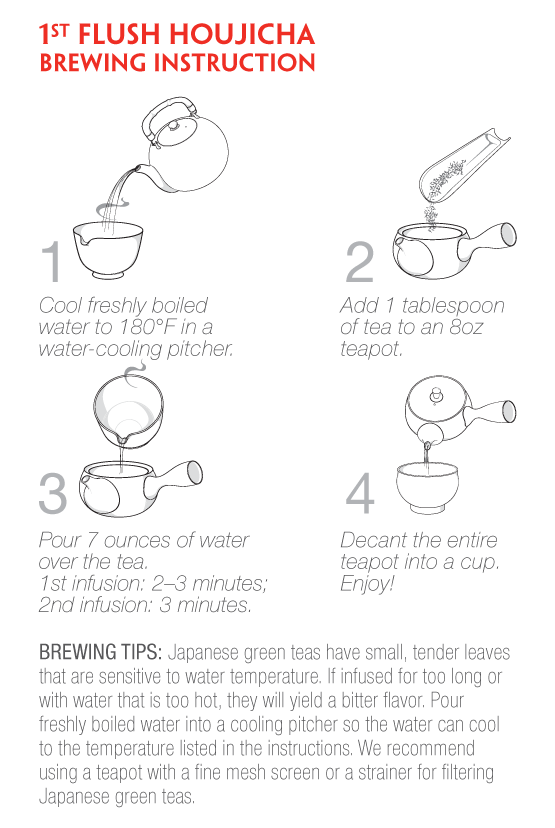 1ST FLUSH HOUJICHA
BREWING INSTRUCTION
1
Cool freshly boiled
water to 180°F in a
water-cooling pitcher.
2
Add 1 tablespoon
of tea to an 8oz
teapot.
3
Pour 7 ounces of water
over the tea.
1st infusion: 2–3 minutes;
2nd infusion: 3 minutes.
4
Decant the entire
teapot into a cup.
Enjoy!
BREWING TIPS: Japanese green teas have small, tender leaves
that are sensitive to water temperature. If infused for too long or
with water that is too hot, they will yield a bitter flavor. Pour
freshly boiled water into a cooling pitcher so the water can cool
to the temperature listed in the instructions. We recommend
using a teapot with a fine mesh screen or a strainer for filtering
Japanese green teas.